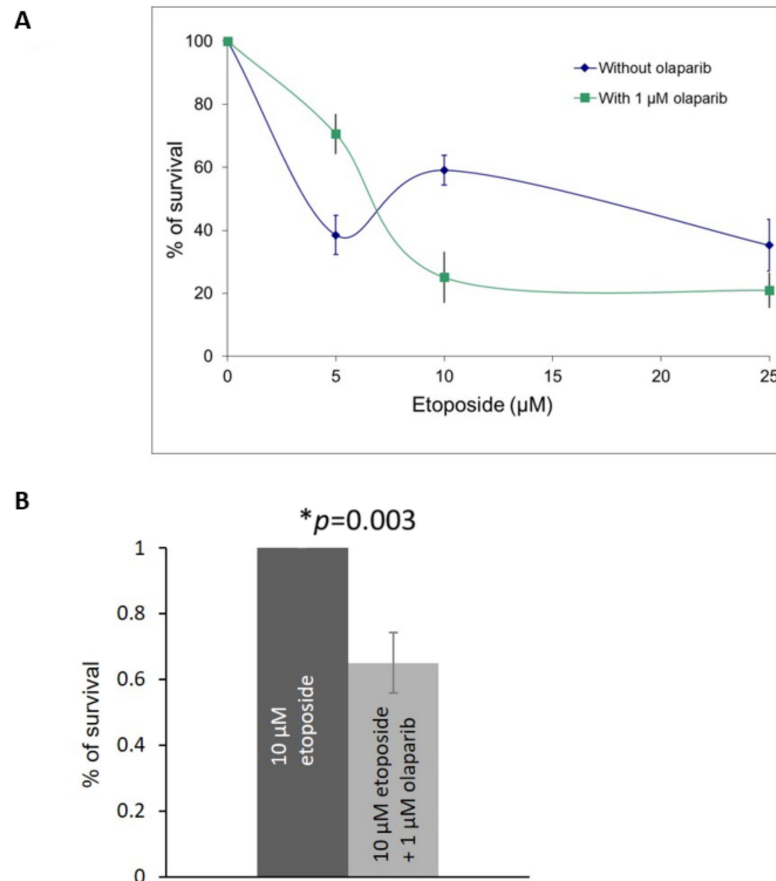 A
100
80
60
40
20
0
% of survival
Without olaparib
With 1 µM olaparib
0 5 10 15 20 25
Etoposide (µM)
B
*p=0.003
1
0.8
0.6
0.4
0.2
0
% of survival
10 µM
etoposide
10 µM etoposide
+ 1 µM olaparib